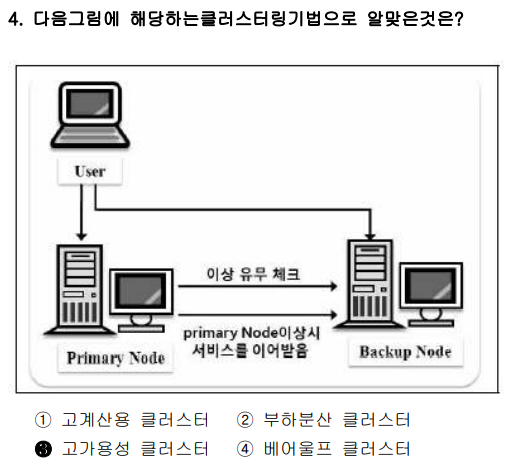 4. 다음그림에 해당하는클러스터링기법으로 알맞은것은?
User
이상 유무 체크
primary Node이상시
서비스를 이어받음
Primary Node
Backup Node
① 고계산용 클러스터 ② 부하분산 클러스터
❸ 고가용성 클러스터 ④ 베어울프 클러스터